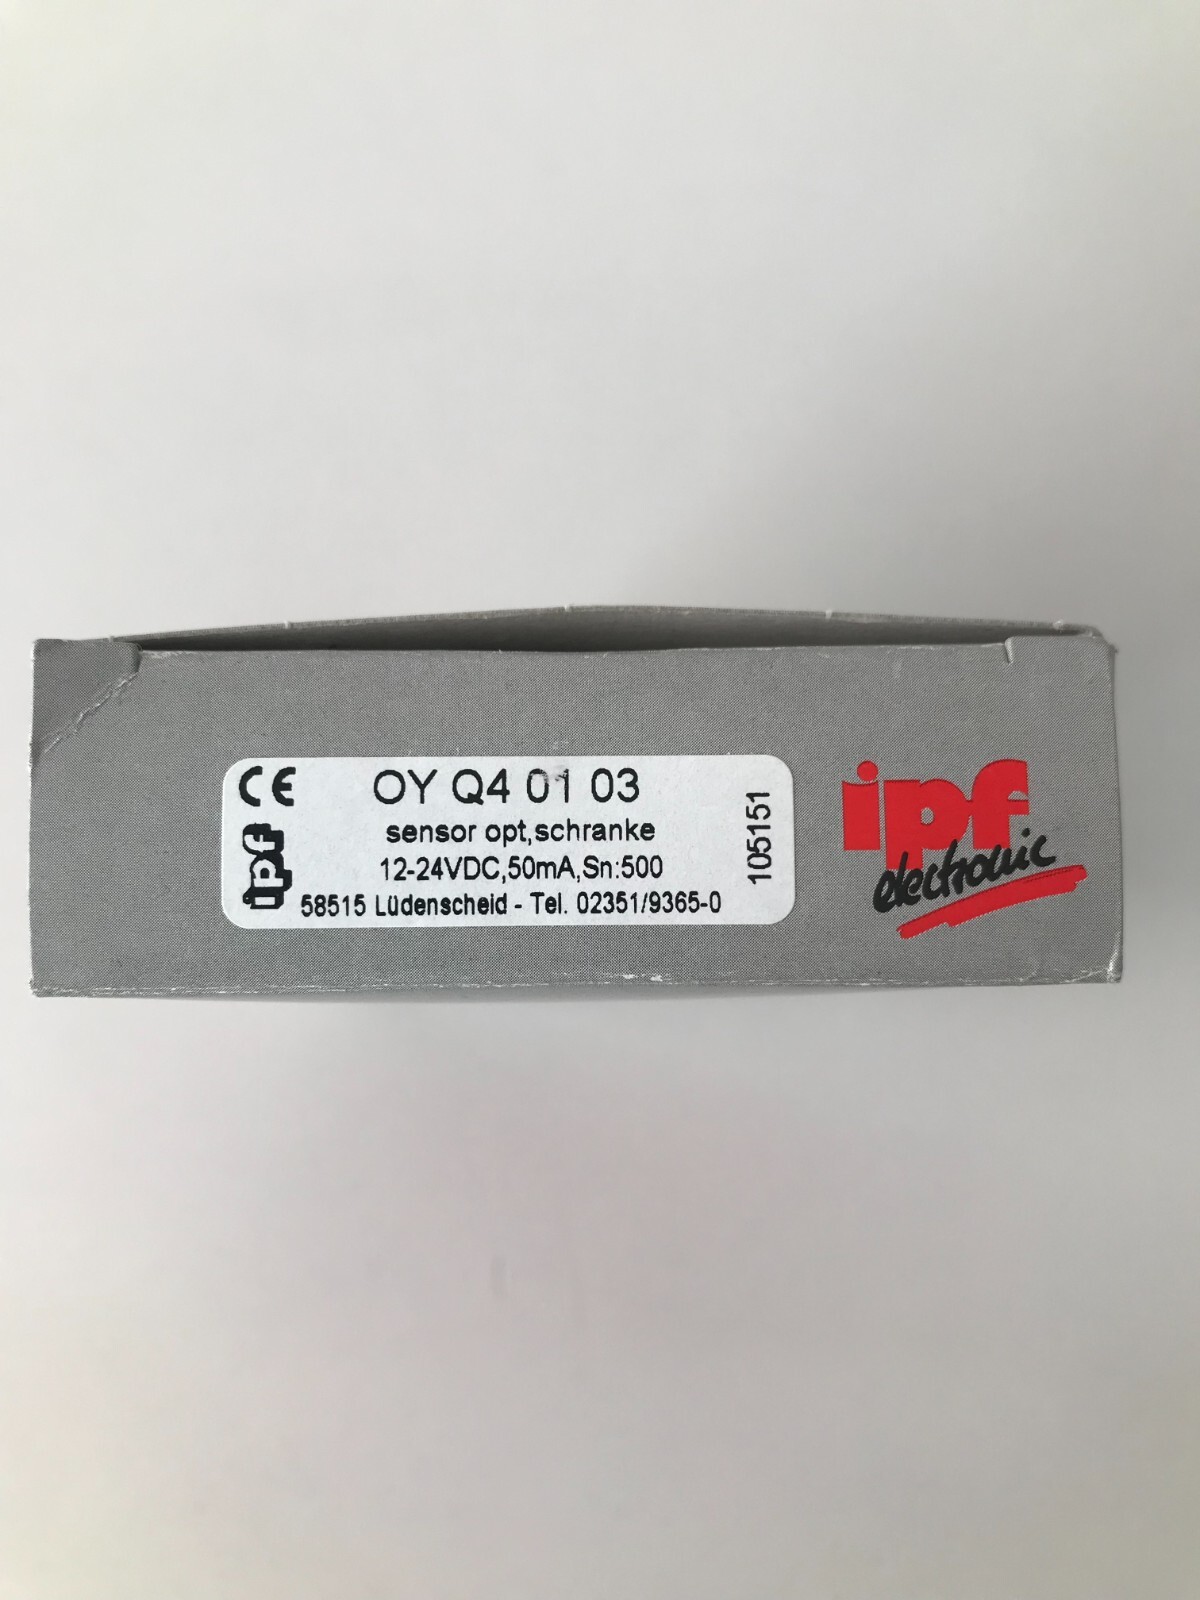 CE OY Q4 01 03
sensor opt,schranke
12-24VDC,50mA,Sn:500
ipf
58515 Lüdenscheid - Tel. 02351/9365-0
105151
ipf
electronic